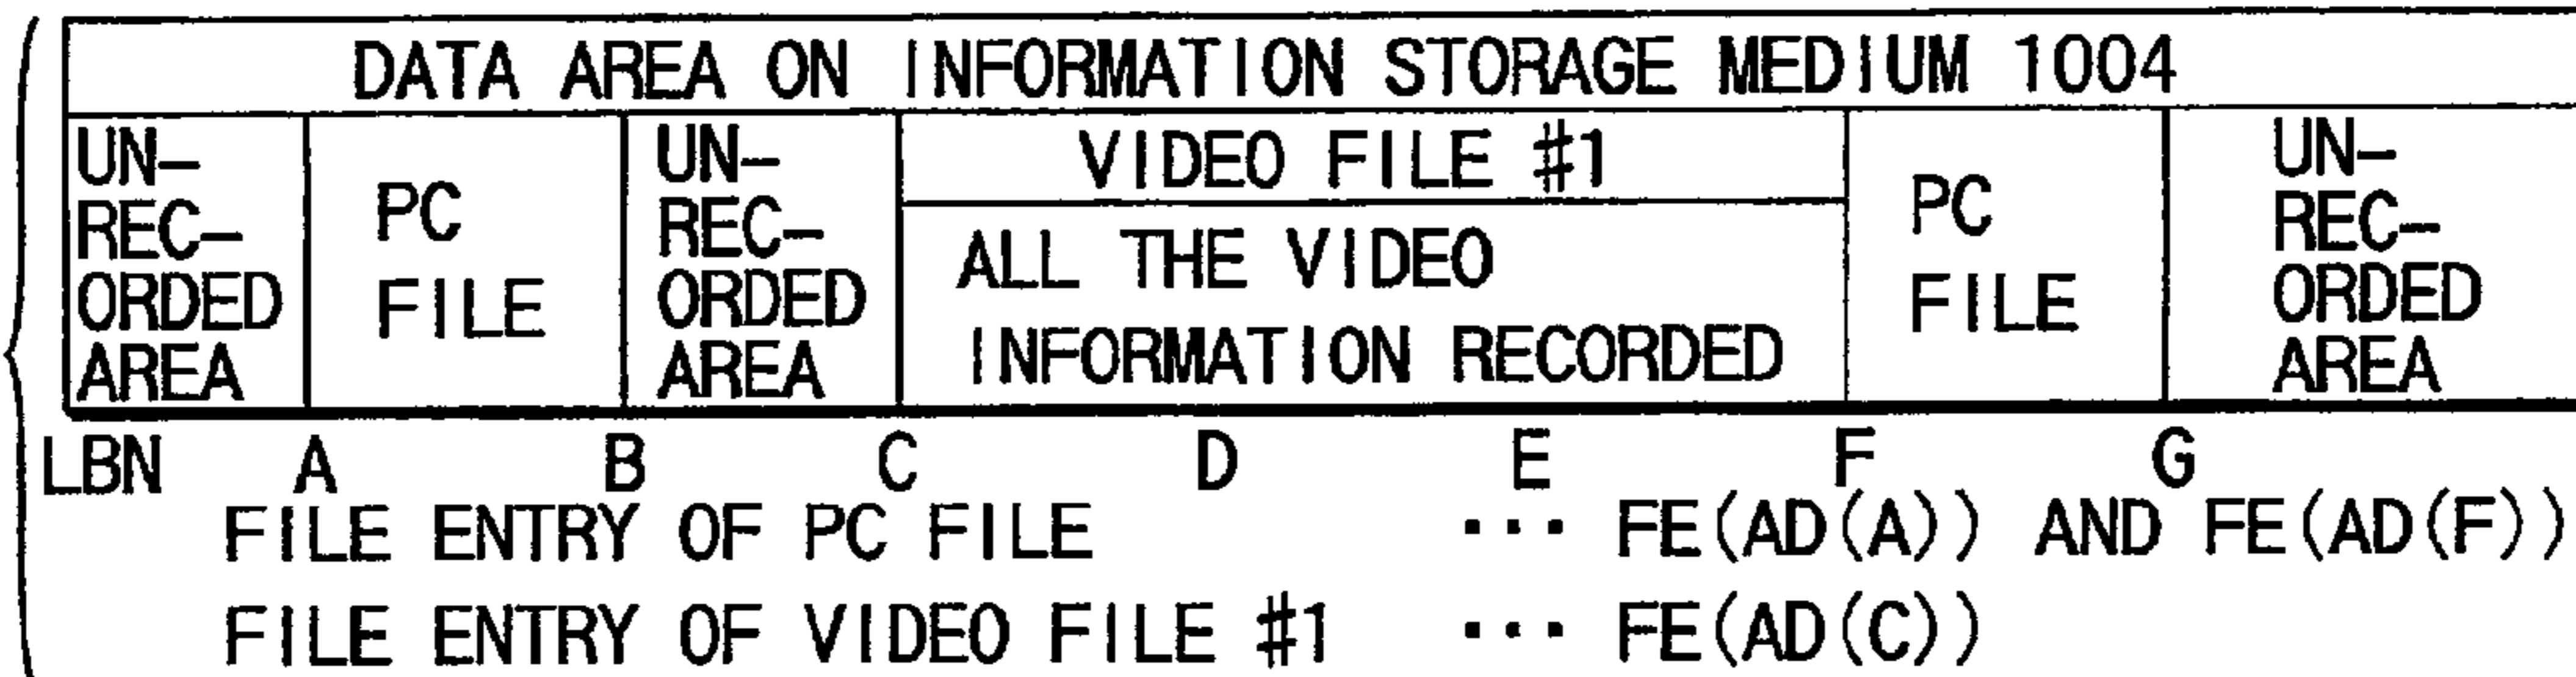 DATA AREA ON INFORMATION STORAGE MEDIUM 1004
UN-
REC-
ORDED
AREA
PC
FILE
UN-
REC-
ORDED
AREA
VIDEO FILE #1
ALL THE VIDEO
INFORMATION RECORDED
PC
FILE
UN-
REC-
ORDED
AREA
LBN A B C D E F G
FILE ENTRY OF PC FILE ··· FE(AD(A)) AND FE(AD(F))
FILE ENTRY OF VIDEO FILE #1 ··· FE(AD(C))